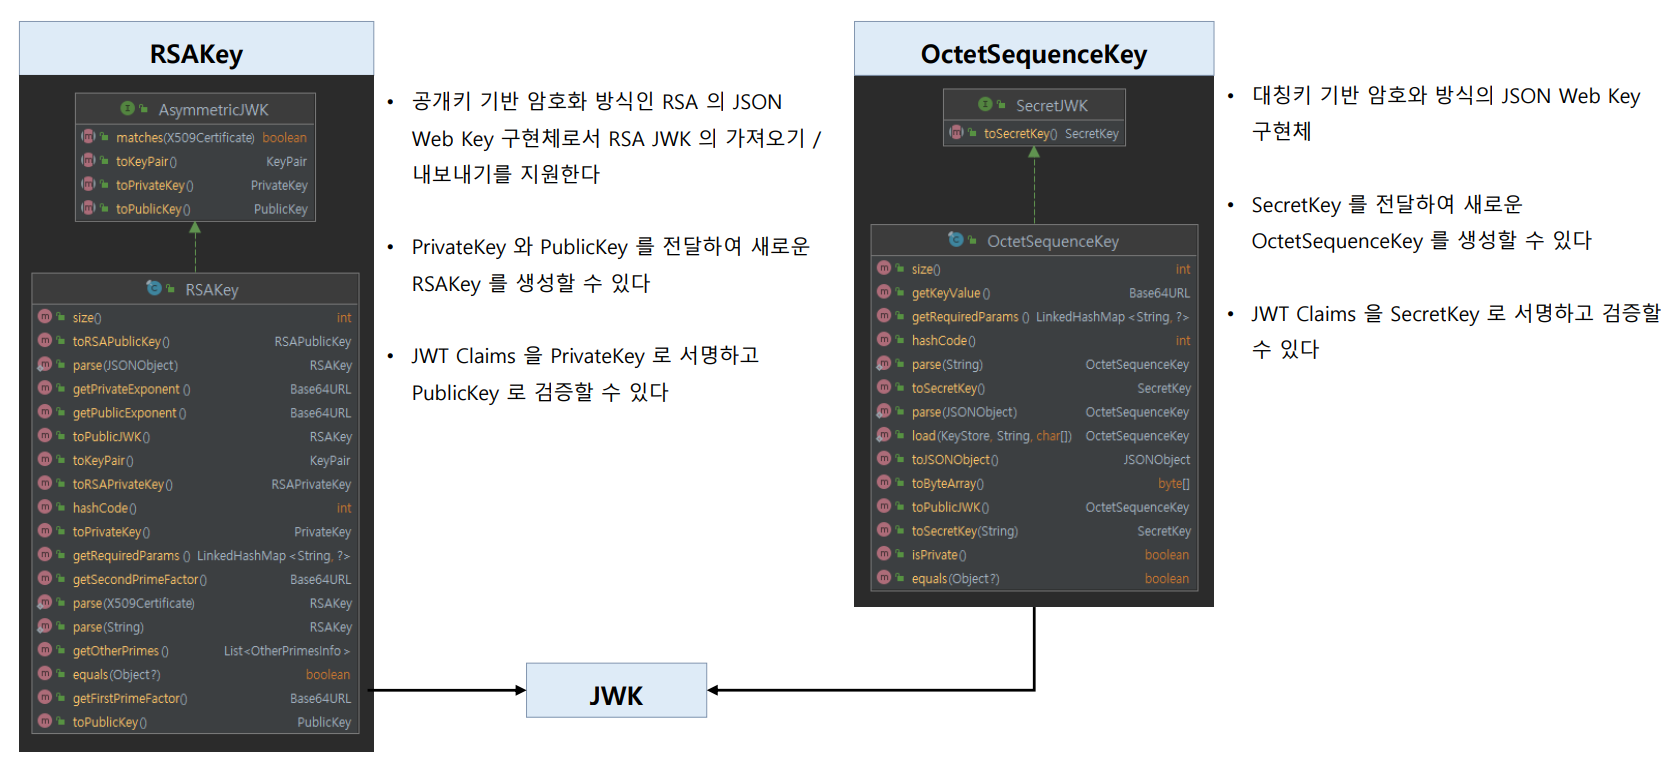 RSAKey
AsymmetricJWK
matches(X509Certificate) boolean
toKeyPair() KeyPair
toPrivateKey() PrivateKey
toPublicKey() PublicKey
RSAKey
size() int
toRSAPublicKey() RSAPublicKey
parse(JSONObject) RSAKey
getPrivateExponent () Base64URL
getPublicExponent () Base64URL
toPublicJWK() RSAKey
toKeyPair() KeyPair
toRSAPrivateKey() RSAPrivateKey
hashCode() int
toPrivateKey() PrivateKey
getRequiredParams () LinkedHashMap <String, ?>
getSecondPrimeFactor() Base64URL
parse(X509Certificate) RSAKey
parse(String) RSAKey
getOtherPrimes () List<OtherPrimesInfo >
equals(Object?) boolean
getFirstPrimeFactor() Base64URL
toPublicKey() PublicKey
• 공개키 기반 암호화 방식인 RSA 의 JSON
Web Key 구현체로서 RSA JWK 의 가져오기 /
내보내기를 지원한다
• PrivateKey 와 PublicKey 를 전달하여 새로운
RSAKey 를 생성할 수 있다
• JWT Claims 을 PrivateKey 로 서명하고
PublicKey 로 검증할 수 있다
OctetSequenceKey
SecretJWK
toSecretKey() SecretKey
OctetSequenceKey
size() int
getKeyValue () Base64URL
getRequiredParams () LinkedHashMap <String, ?>
hashCode() int
parse(String) OctetSequenceKey
toSecretKey() SecretKey
parse(JSONObject) OctetSequenceKey
load(KeyStore, String, char[]) OctetSequenceKey
toJSONObject() JSONObject
toByteArray() byte[]
toPublicJWK() OctetSequenceKey
toSecretKey(String) SecretKey
isPrivate() boolean
equals(Object?) boolean
• 대칭키 기반 암호와 방식의 JSON Web Key
구현체
• SecretKey 를 전달하여 새로운
OctetSequenceKey 를 생성할 수 있다
• JWT Claims 을 SecretKey 로 서명하고 검증할
수 있다
JWK